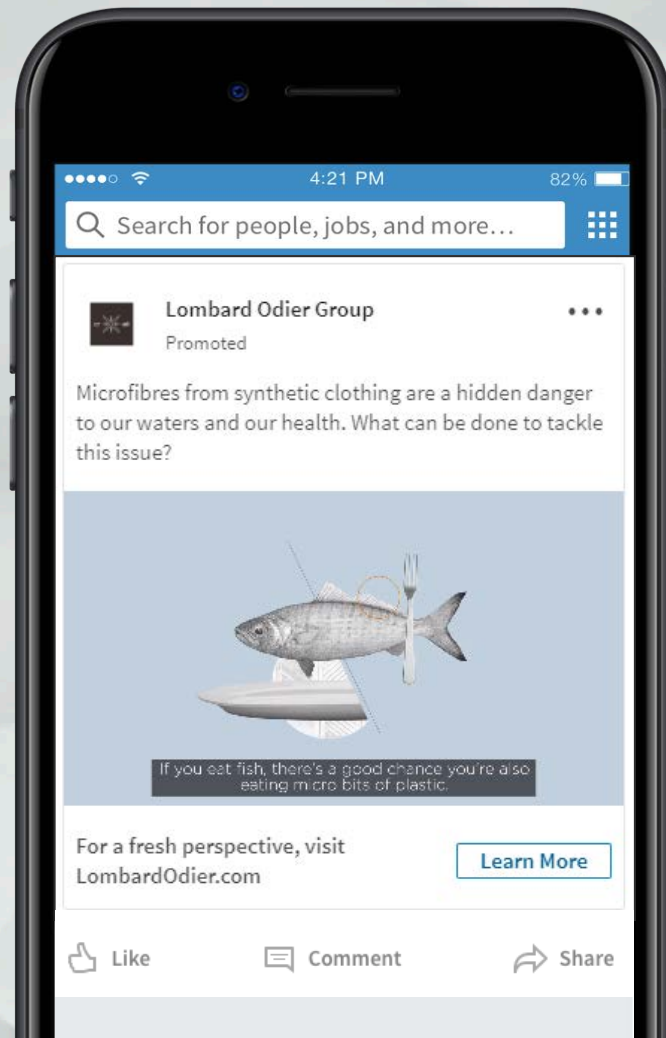 4:21 PM
82%
Search for people, jobs, and more...
Lombard Odier Group
Promoted
Microfibres from synthetic clothing are a hidden danger
to our waters and our health. What can be done to tackle
this issue?
If you eat fish, there's a good chance you're also
eating micro bits of plastic.
For a fresh perspective, visit
LombardOdier.com
Learn More
Like
Comment
Share